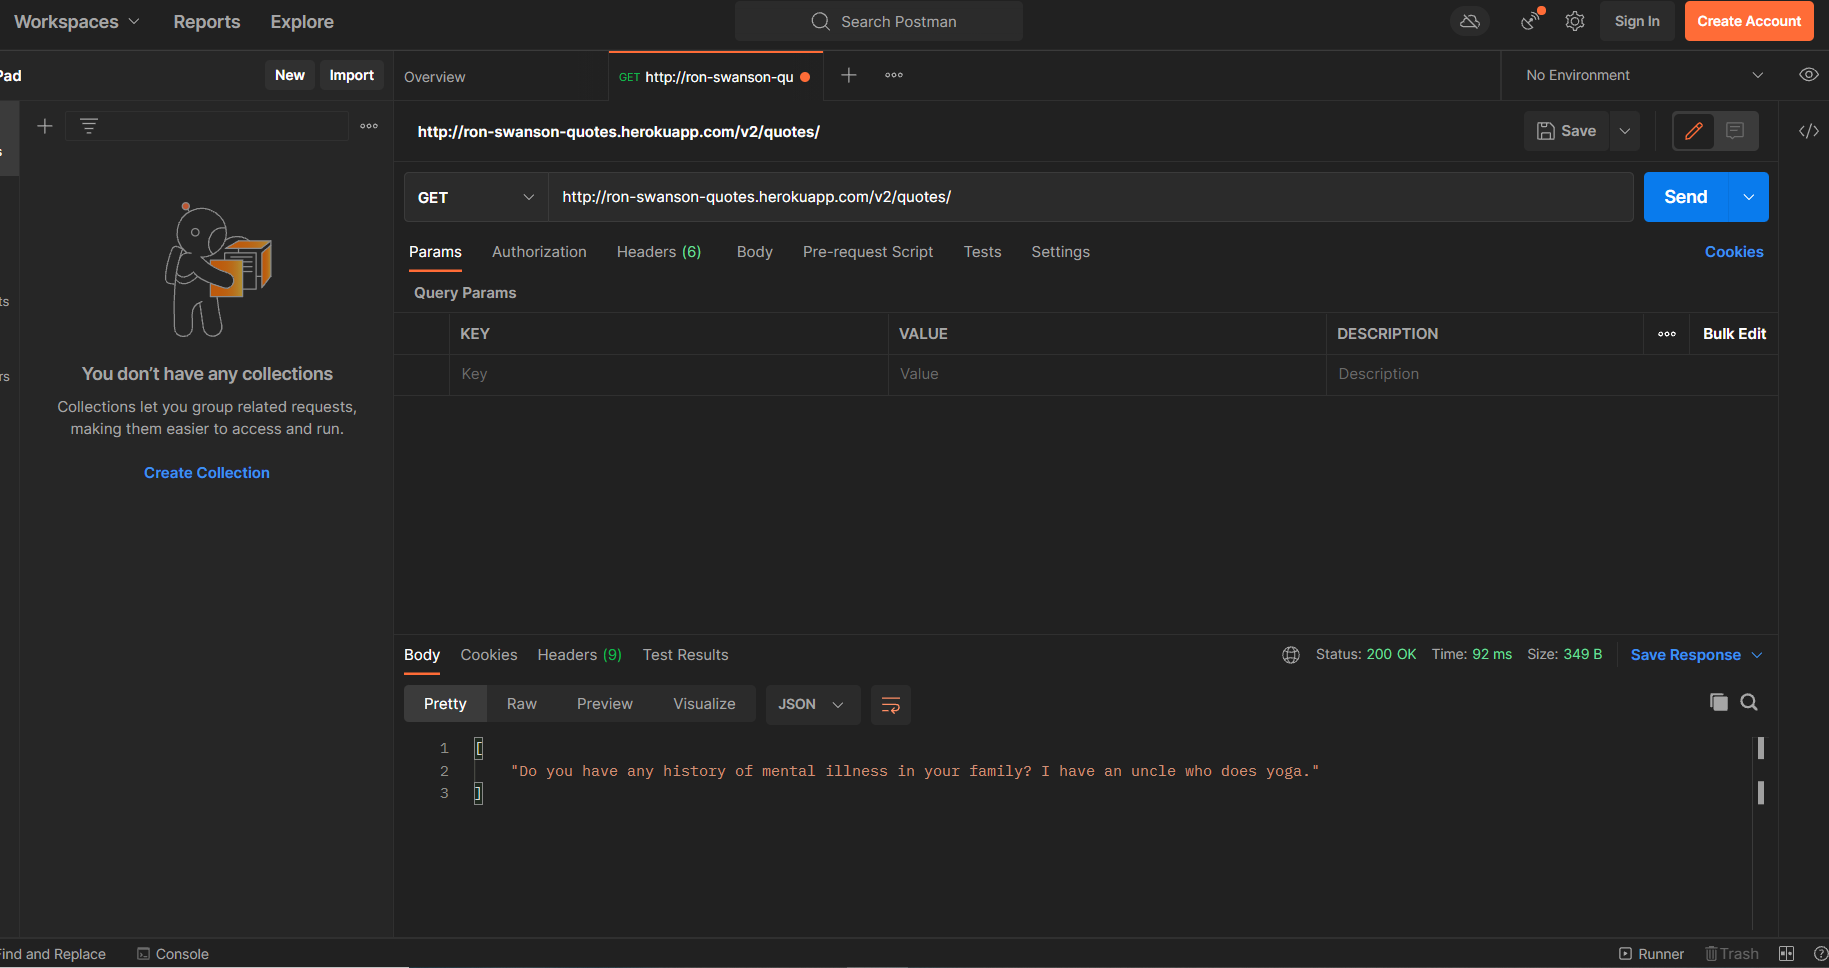 Workspaces Reports Explore Search Postman Sign In Create Account
Pad New Import Overview GET http://ron-swanson-qu No Environment
http://ron-swanson-quotes.herokuapp.com/v2/quotes/ Save
GET http://ron-swanson-quotes.herokuapp.com/v2/quotes/ Send
Params Authorization Headers (6) Body Pre-request Script Tests Settings Cookies
Query Params
KEY VALUE DESCRIPTION Bulk Edit
Key Value Description
You don’t have any collections
Collections let you group related requests,
making them easier to access and run.
Create Collection
s
ts
rs
Body Cookies Headers (9) Test Results Status: 200 OK Time: 92 ms Size: 349 B Save Response
Pretty Raw Preview Visualize JSON
1 [
2 "Do you have any history of mental illness in your family? I have an uncle who does yoga."
3 ]
ind and Replace Console Runner Trash